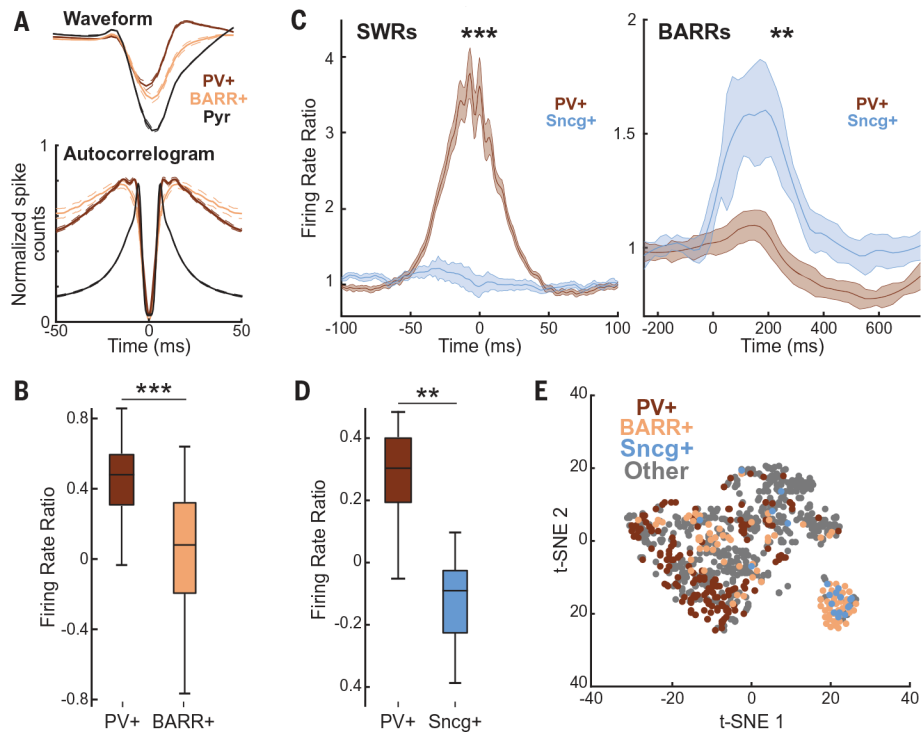 A
Waveform
PV+
BARR+
Pyr
Autocorrelogram
Normalized spike
counts
1
0
-50
0
50
Time (ms)
C
SWRs
***
PV+
Sncg+
Firing Rate Ratio
4
3
2
1
-100
-50
0
50
100
Time (ms)
BARRs
**
PV+
Sncg+
2
1.5
1
-200
0
200
400
600
Time (ms)
B
***
Firing Rate Ratio
0.8
0.4
0
-0.4
-0.8
PV+
BARR+
D
**
Firing Rate Ratio
0.4
0.2
0
-0.2
0.4
PV+
Sncg+
E
PV+
BARR+
Sncg+
Other
t-SNE 2
40
20
0
20
40
-40
-20
0
20
40
t-SNE 1